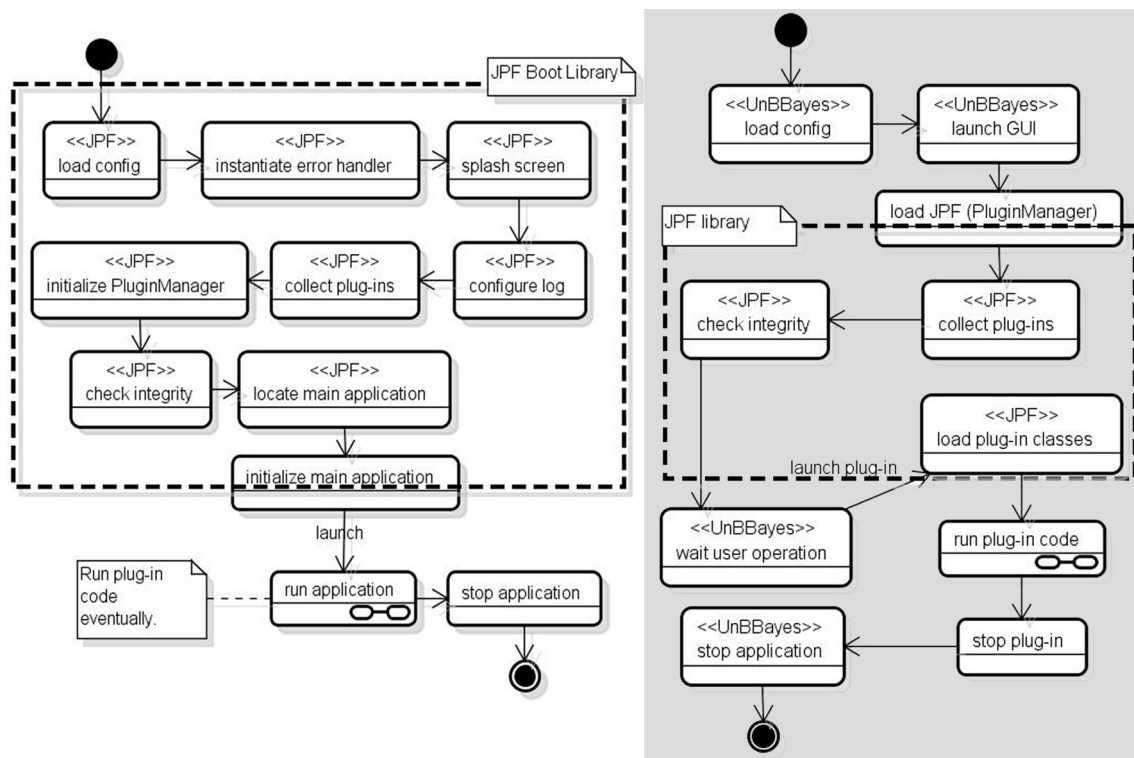 JPF Boot Library
<<JPF>>
load config
<<JPF>>
instantiate error handler
<<JPF>>
splash screen
<<JPF>>
initialize PluginManager
<<JPF>>
collect plug-ins
<<JPF>>
configure log
<<JPF>>
check integrity
<<JPF>>
locate main application
initialize main application
launch
Run plug-in
code
eventually.
run application
stop application
<<UnBBayes>>
load config
<<UnBBayes>>
launch GUI
load JPF (PluginManager)
JPF library
<<JPF>>
check integrity
<<JPF>>
collect plug-ins
<<JPF>>
load plug-in classes
launch plug-in
<<UnBBayes>>
wait user operation
run plug-in code
<<UnBBayes>>
stop application
stop plug-in